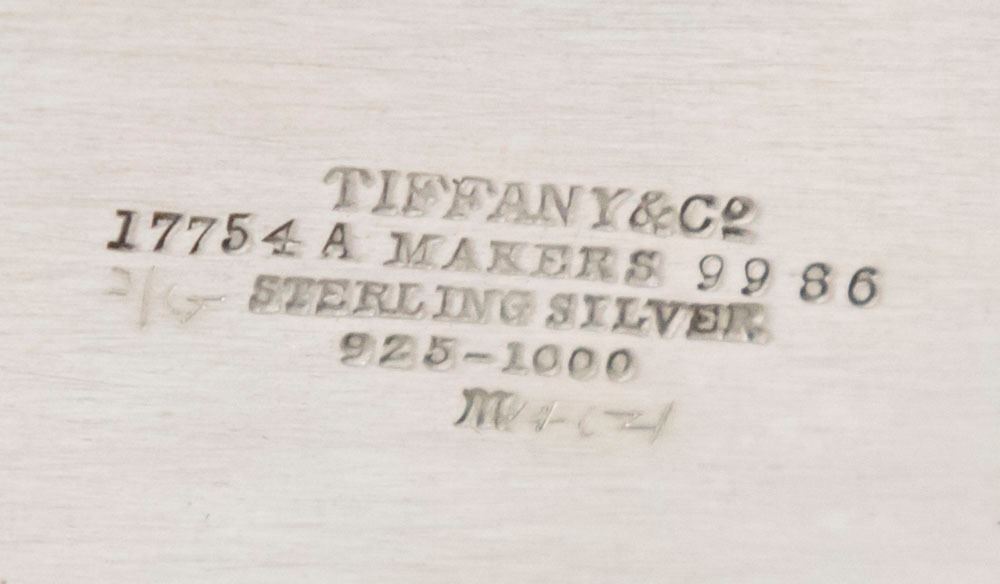 TIFFANY & Cº
17754 A MAKERS 9986
STERLING SILVER
925-1000
M